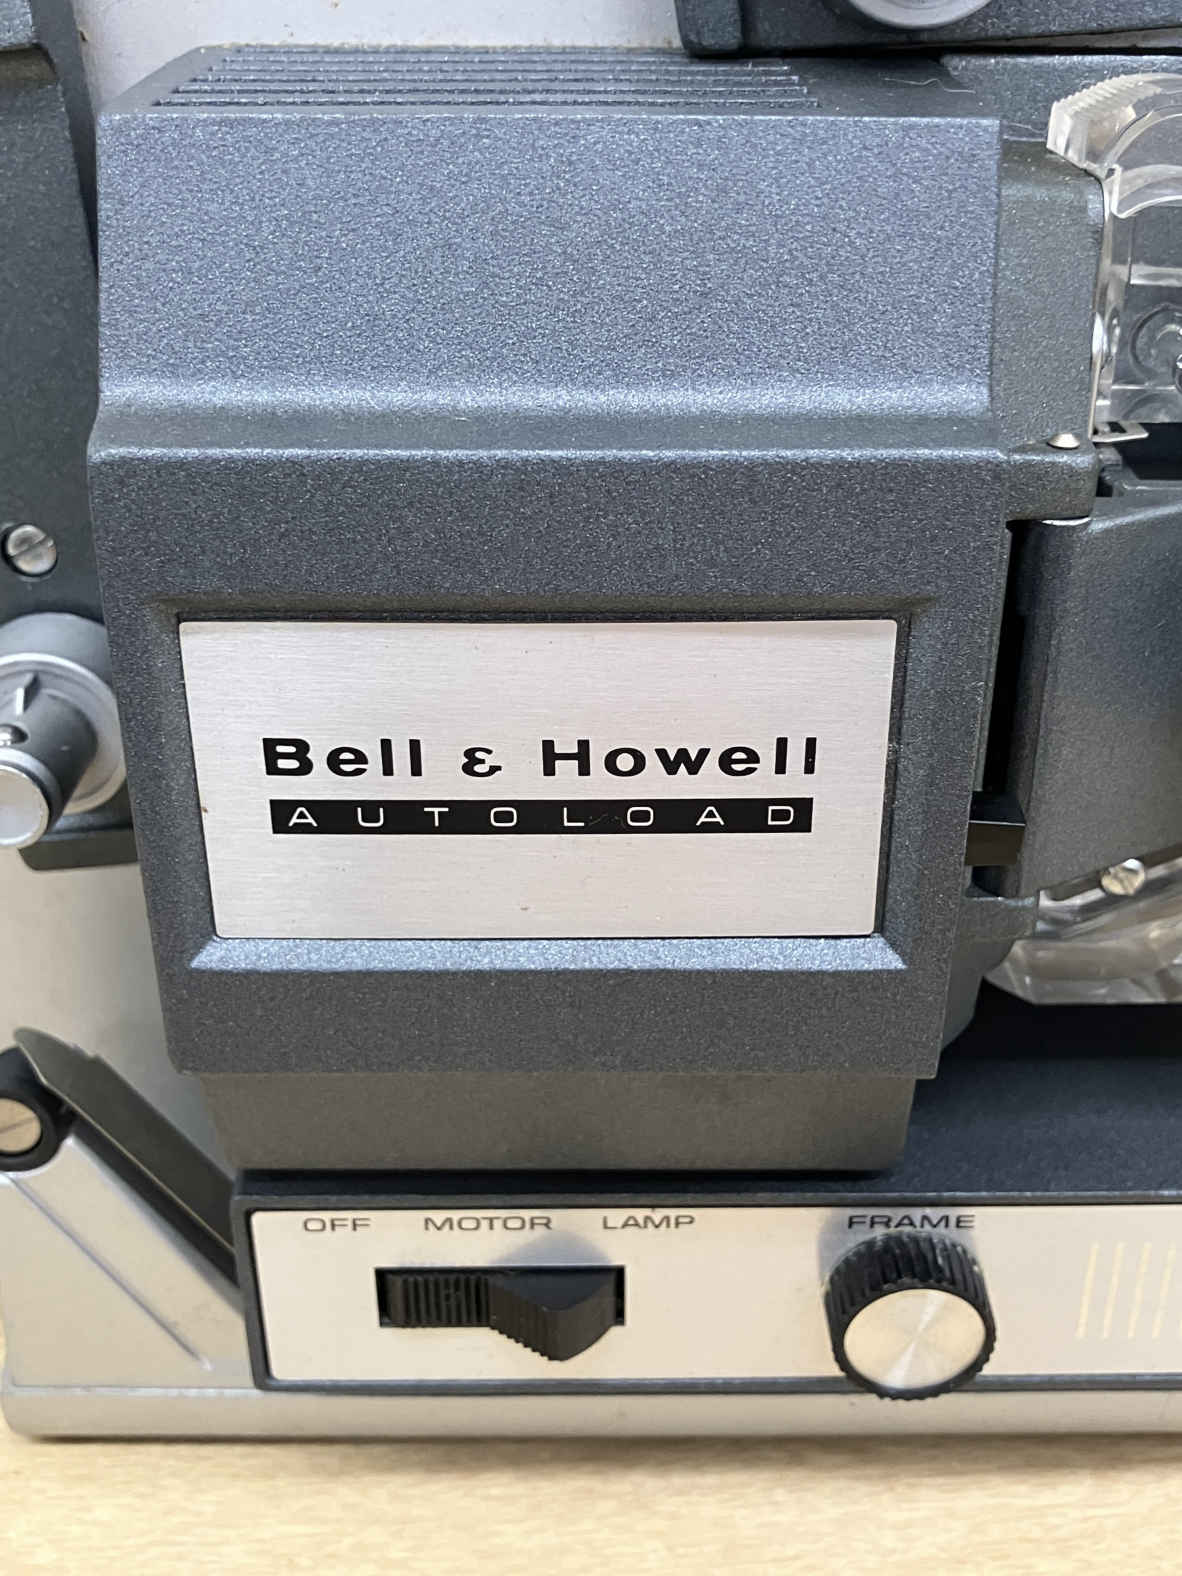 Bell & Howell
AUTOLOAD
OFF MOTOR LAMP FRAME